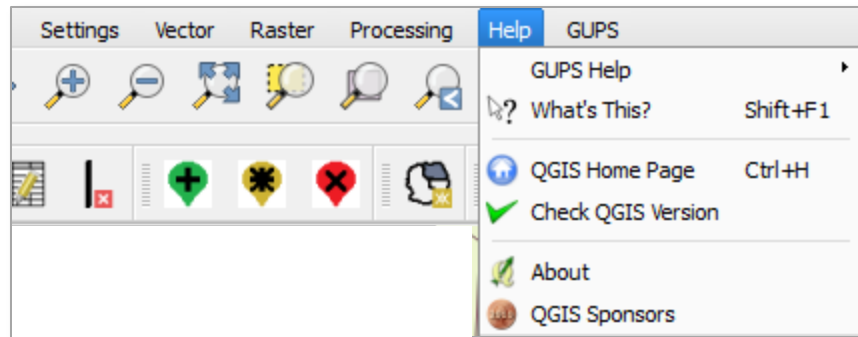 Settings Vector Raster Processing Help GUPS
GUPS Help
What's This? Shift+F1
QGIS Home Page Ctrl+H
Check QGIS Version
About
QGIS Sponsors